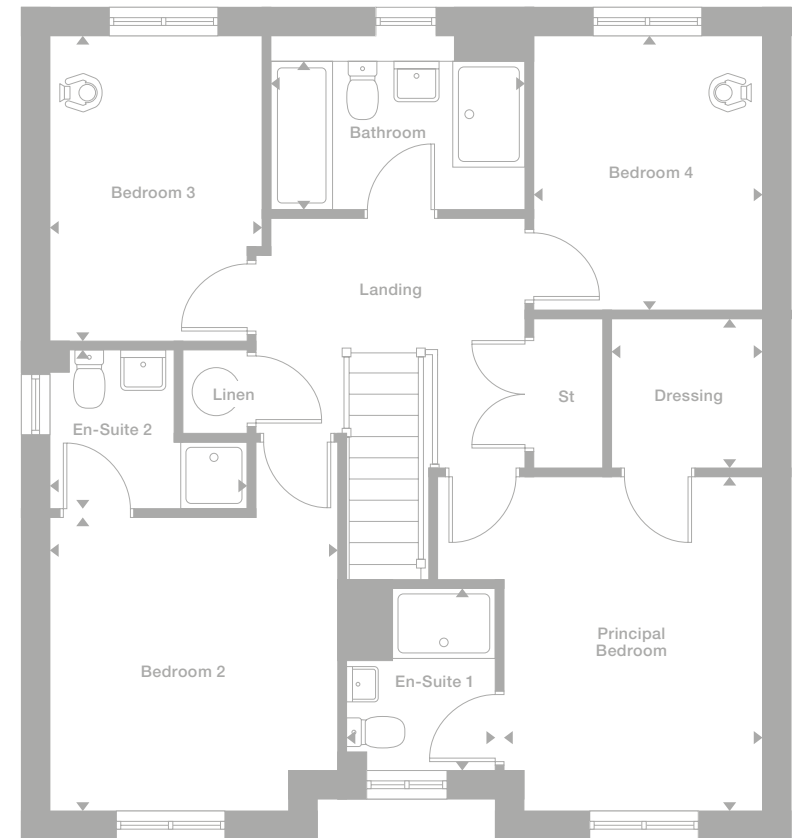 Bathroom
Bedroom 3
Bedroom 4
Landing
Linen
St
Dressing
En-Suite 2
Principal
Bedroom
Bedroom 2
En-Suite 1